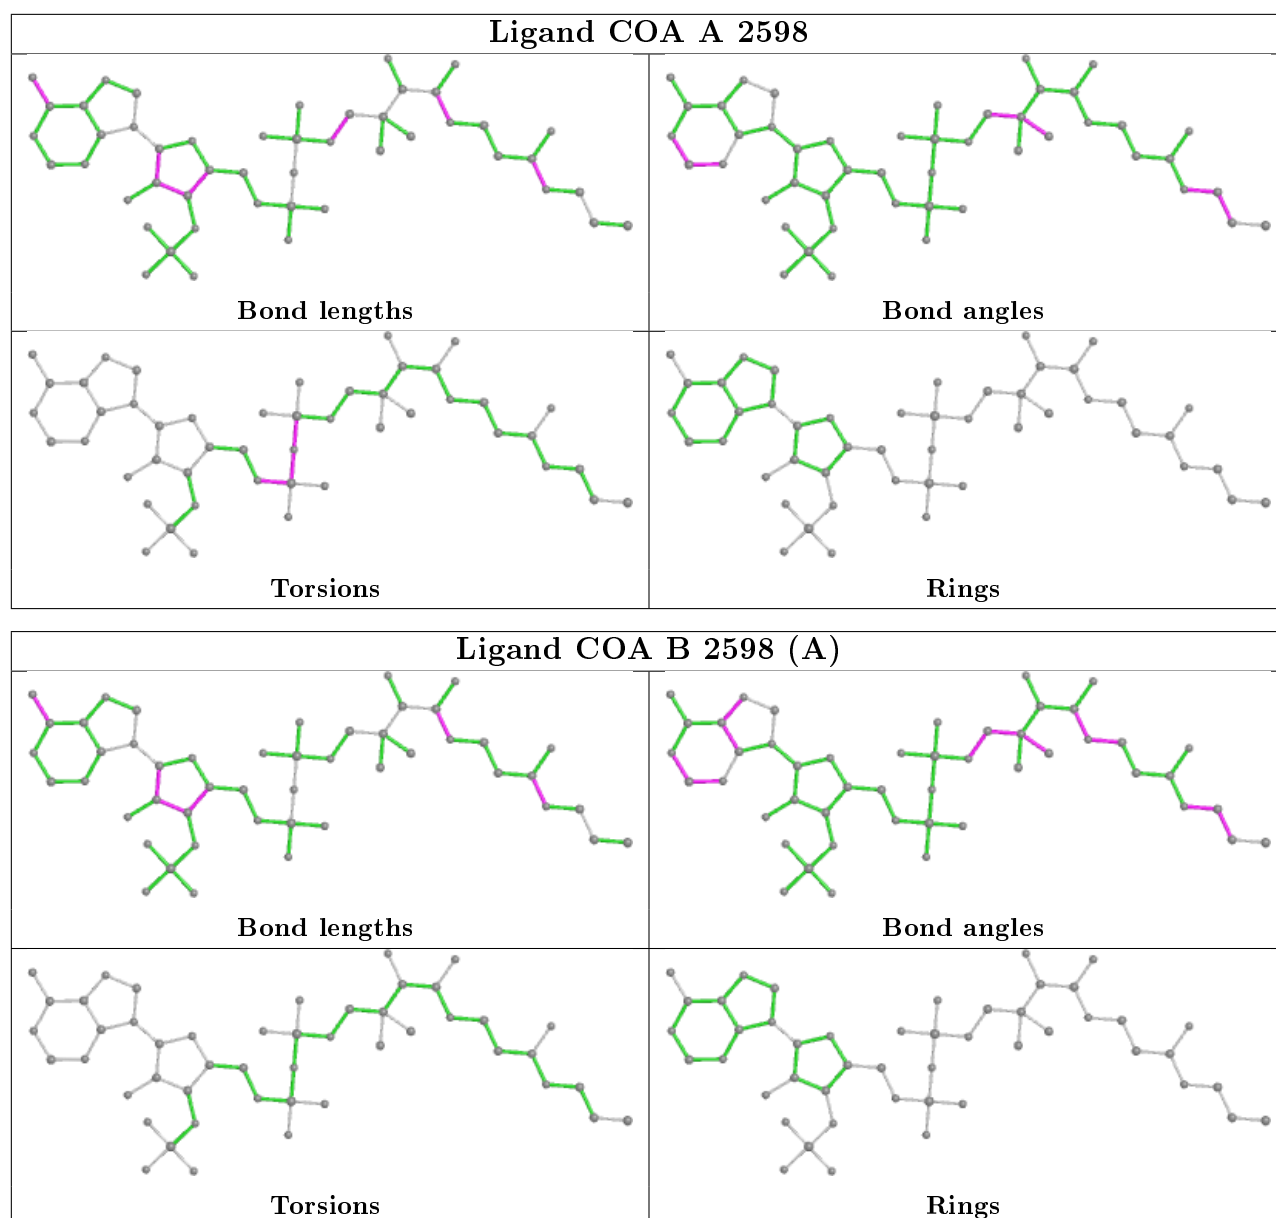 Ligand COA A 2598
Bond lengths
Bond angles
Torsions
Rings
Ligand COA B 2598 (A)
Bond lengths
Bond angles
Torsions
Rings